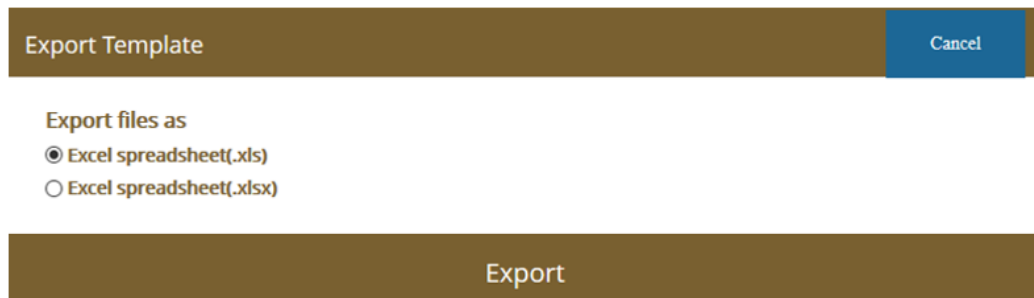 Export Template
Cancel
Export files as
Excel spreadsheet(.xls)
Excel spreadsheet(.xlsx)
Export